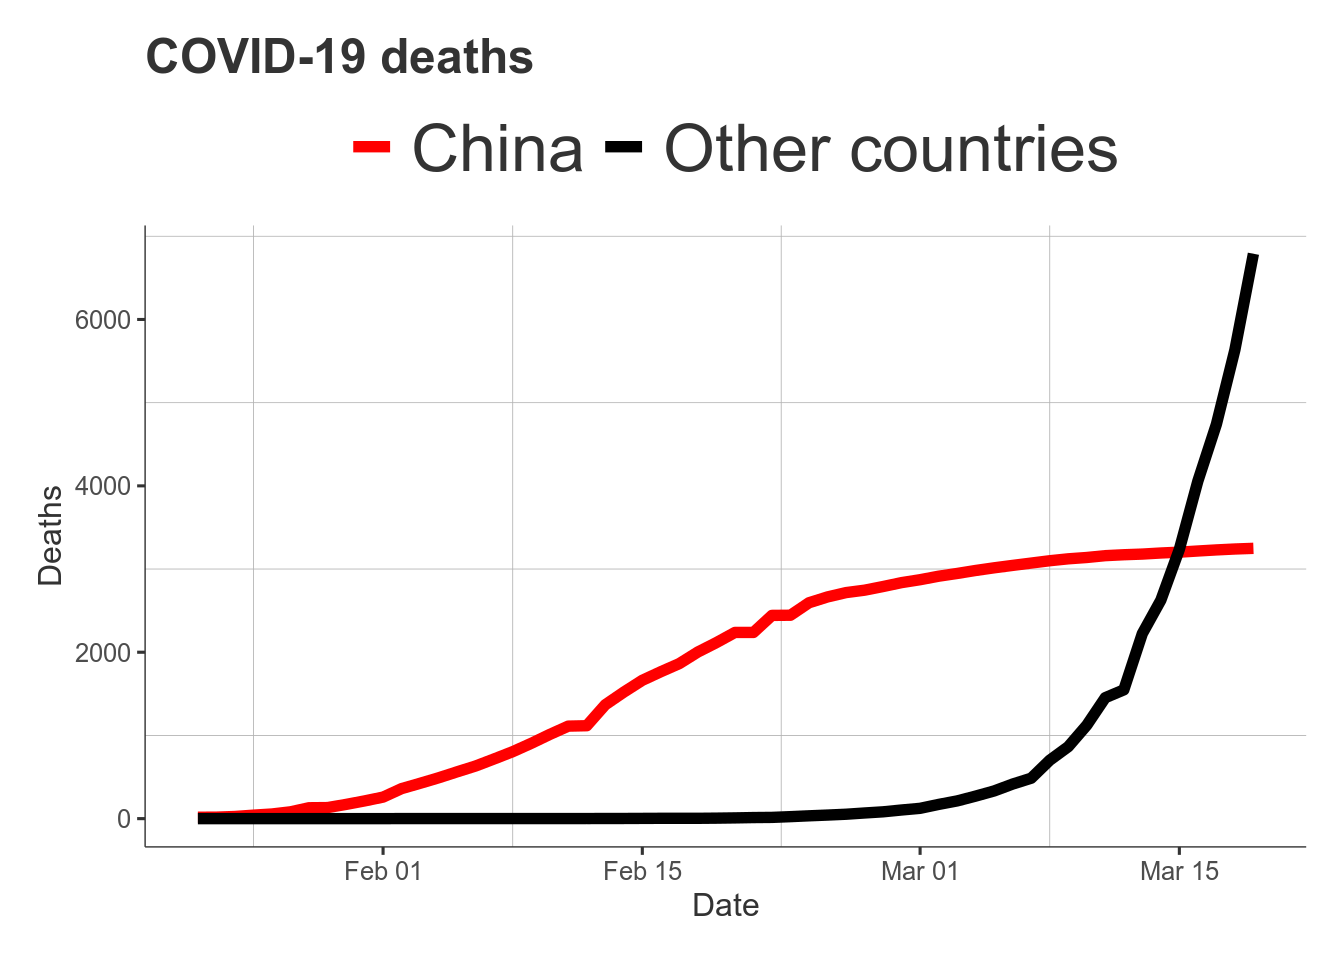 COVID-19 deaths
China Other countries
6000
4000
2000
0
Deaths
Feb 01 Feb 15 Mar 01 Mar 15
Date